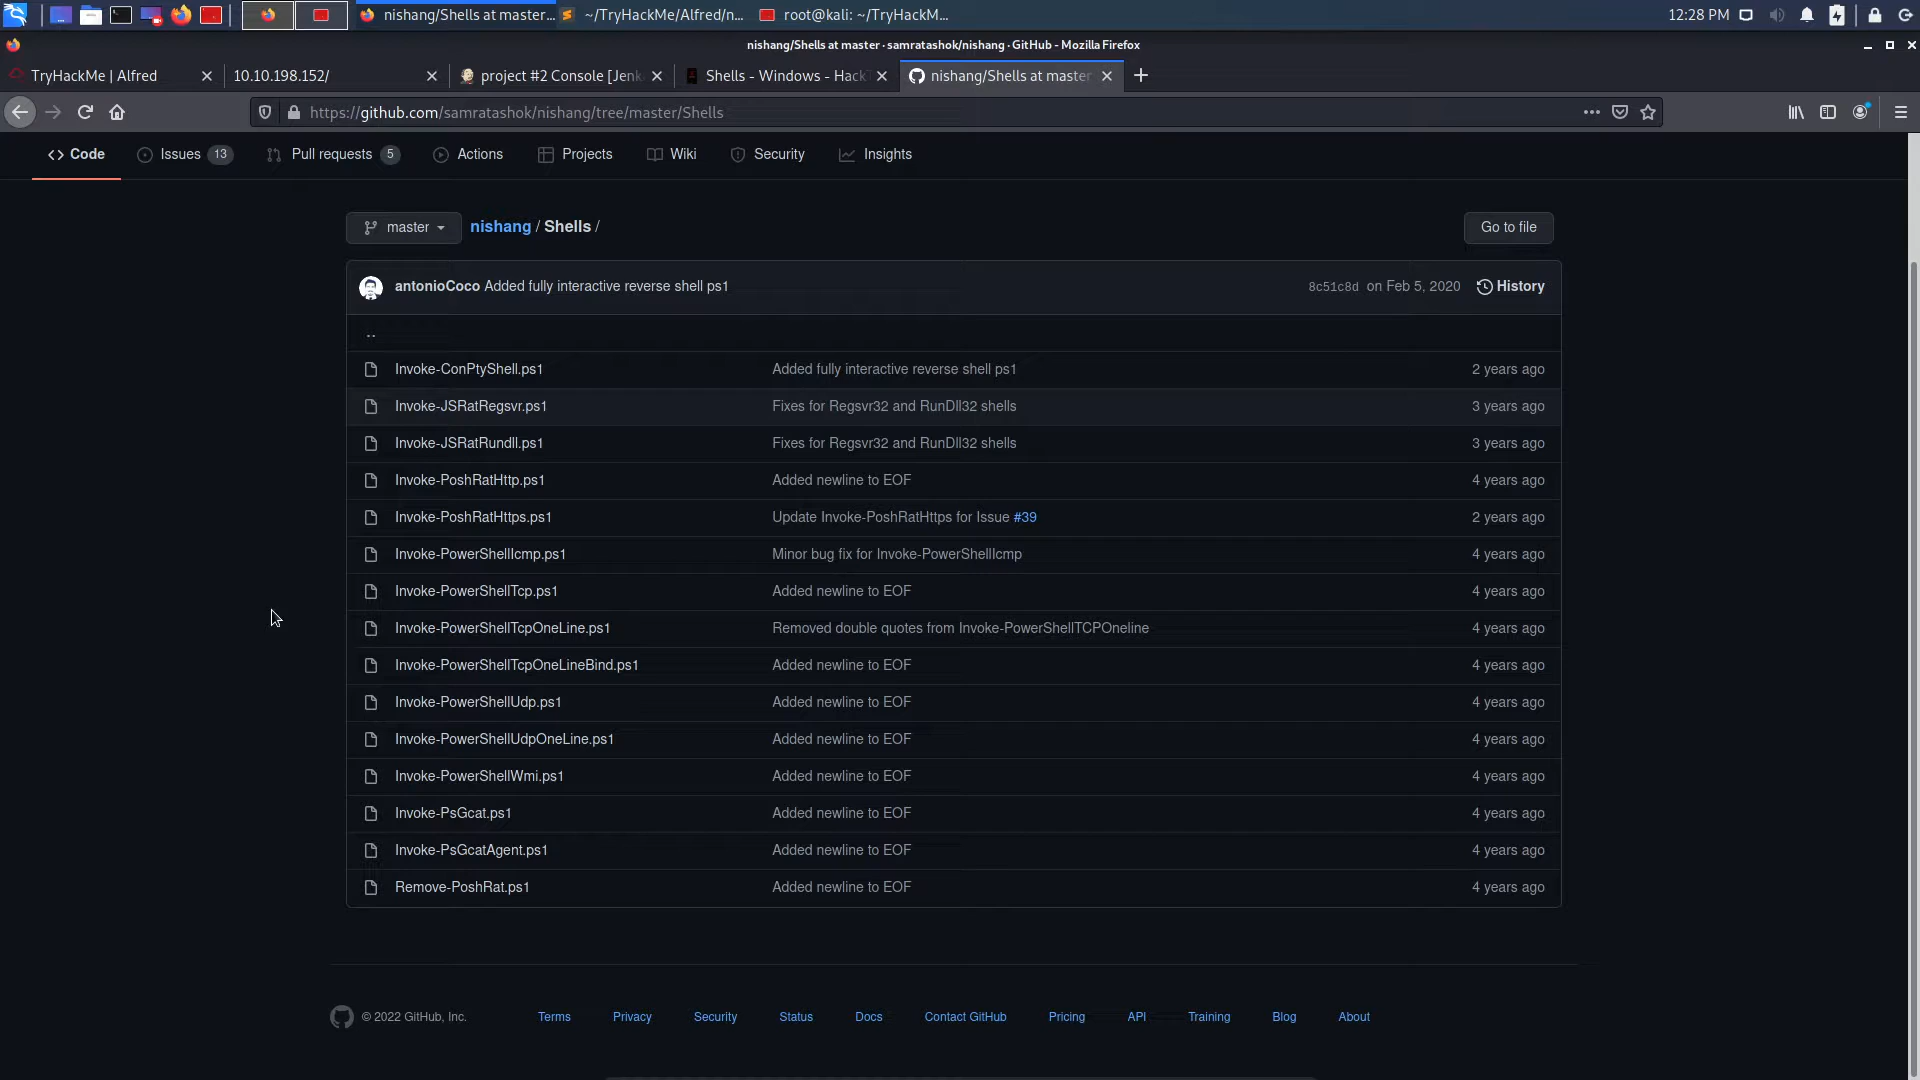 nishang/Shells at master...
~/TryHackMe/Alfred/n...
root@kali: ~/TryHackM...
12:28 PM
nishang/Shells at master · samratashok/nishang · GitHub - Mozilla Firefox
TryHackMe | Alfred
10.10.198.152/
project #2 Console [Jenk
Shells - Windows - Hack
nishang/Shells at master
https://github.com/samratashok/nishang/tree/master/Shells
Code
Issues 13
Pull requests 5
Actions
Projects
Wiki
Security
Insights
master
nishang / Shells /
Go to file
antonioCoco Added fully interactive reverse shell ps1
8c51c8d on Feb 5, 2020
History
..
Invoke-ConPtyShell.ps1 Added fully interactive reverse shell ps1 2 years ago
Invoke-JSRatRegsvr.ps1 Fixes for Regsvr32 and RunDll32 shells 3 years ago
Invoke-JSRatRundll.ps1 Fixes for Regsvr32 and RunDll32 shells 3 years ago
Invoke-PoshRatHttp.ps1 Added newline to EOF 4 years ago
Invoke-PoshRatHttps.ps1 Update Invoke-PoshRatHttps for Issue #39 2 years ago
Invoke-PowerShellIcmp.ps1 Minor bug fix for Invoke-PowerShellIcmp 4 years ago
Invoke-PowerShellTcp.ps1 Added newline to EOF 4 years ago
Invoke-PowerShellTcpOneLine.ps1 Removed double quotes from Invoke-PowerShellTCPOneline 4 years ago
Invoke-PowerShellTcpOneLineBind.ps1 Added newline to EOF 4 years ago
Invoke-PowerShellUdp.ps1 Added newline to EOF 4 years ago
Invoke-PowerShellUdpOneLine.ps1 Added newline to EOF 4 years ago
Invoke-PowerShellWmi.ps1 Added newline to EOF 4 years ago
Invoke-PsGcat.ps1 Added newline to EOF 4 years ago
Invoke-PsGcatAgent.ps1 Added newline to EOF 4 years ago
Remove-PoshRat.ps1 Added newline to EOF 4 years ago
© 2022 GitHub, Inc.
Terms
Privacy
Security
Status
Docs
Contact GitHub
Pricing
API
Training
Blog
About